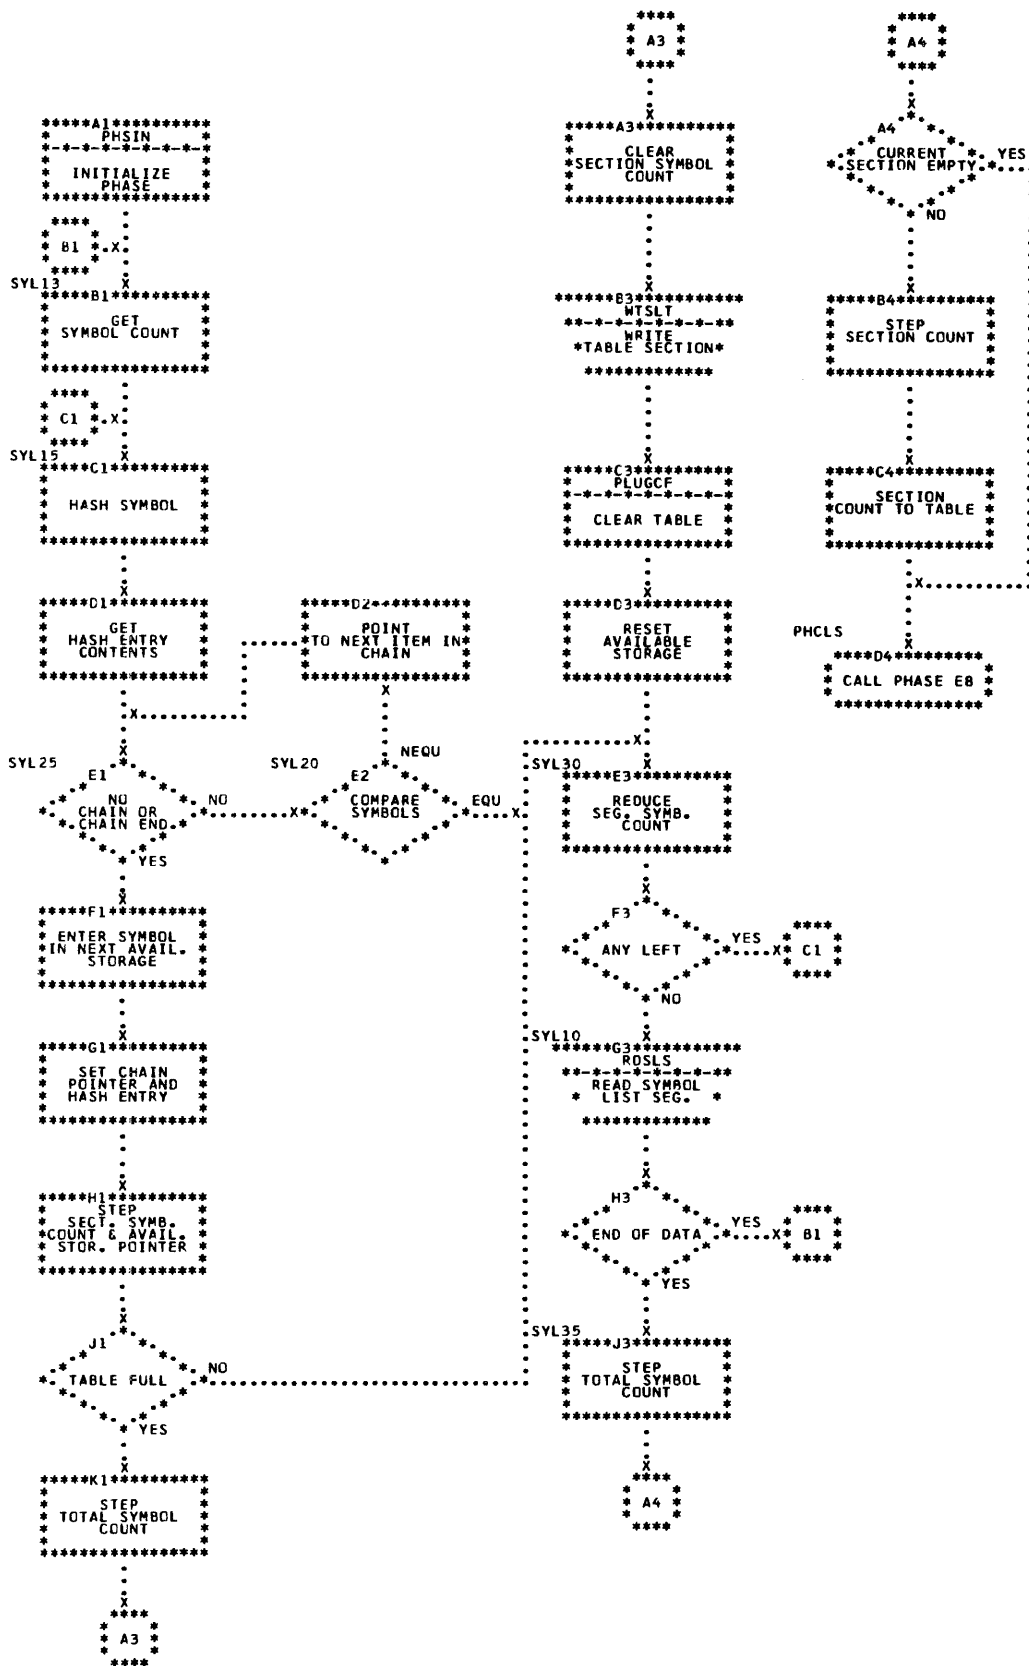 A1
PHSIN
INITIALIZE
PHASE
B1
SYL13
B1
GET
SYMBOL COUNT
C1
SYL15
C1
HASH SYMBOL
D1
GET
HASH ENTRY
CONTENTS
SYL25
E1
NO
CHAIN OR
CHAIN END
NO
YES
F1
ENTER SYMBOL
IN NEXT AVAIL.
STORAGE
G1
SET CHAIN
POINTER AND
HASH ENTRY
H1
STEP
SECT. SYMB.
COUNT & AVAIL.
STOR. POINTER
J1
TABLE FULL
NO
YES
K1
STEP
TOTAL SYMBOL
COUNT
A3
D2
POINT
TO NEXT ITEM IN
CHAIN
NEQU
SYL20
E2
COMPARE
SYMBOLS
EQU
A3
A3
CLEAR
SECTION SYMBOL
COUNT
B3
WTSLT
WRITE
TABLE SECTION
C3
PLUGCF
CLEAR TABLE
D3
RESET
AVAILABLE
STORAGE
SYL30
E3
REDUCE
SEG. SYMB.
COUNT
F3
ANY LEFT
YES
C1
NO
SYL10
G3
RDSLS
READ SYMBOL
LIST SEG.
H3
END OF DATA
YES
B1
YES
SYL35
J3
STEP
TOTAL SYMBOL
COUNT
A4
A4
A4
CURRENT
SECTION EMPTY
YES
NO
B4
STEP
SECTION COUNT
C4
SECTION
COUNT TO TABLE
PHCLS
D4
CALL PHASE E8